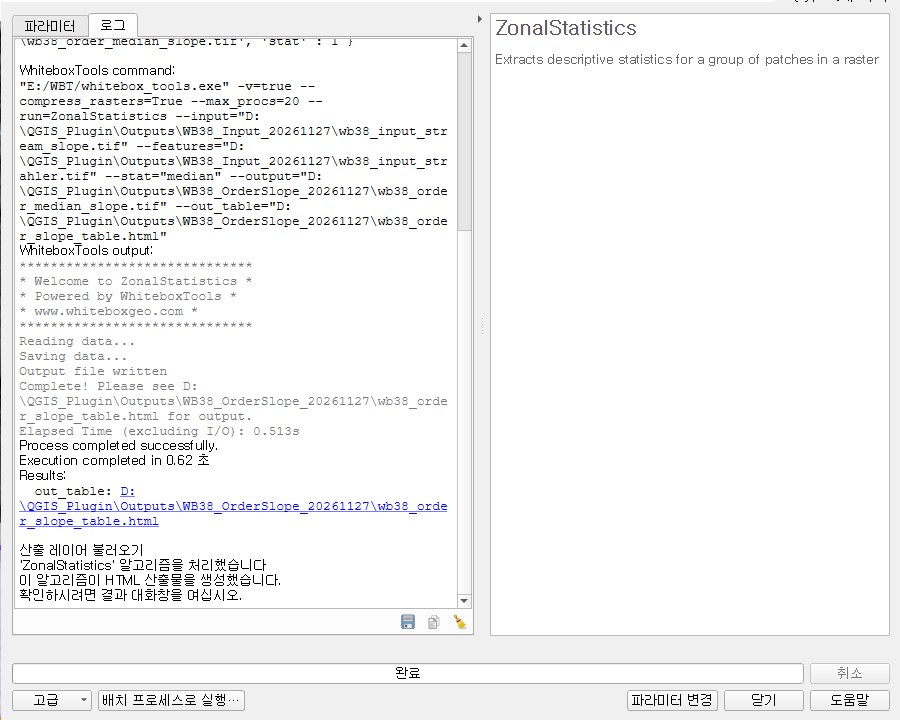 파라미터
로그
\wb38_order_median_slope.tif', 'stat' : 1 }
WhiteboxTools command:
"E:/WBT/whitebox_tools.exe" -v=true --
compress_rasters=True --max_procs=20 --
run=ZonalStatistics --input="D:
\QGIS_Plugin\Outputs\WB38_Input_20261127\wb38_input_str
eam_slope.tif" --features="D:
\QGIS_Plugin\Outputs\WB38_Input_20261127\wb38_input_str
ahler.tif" --stat="median" --output="D:
\QGIS_Plugin\Outputs\WB38_OrderSlope_20261127\wb38_orde
r_median_slope.tif" --out_table="D:
\QGIS_Plugin\Outputs\WB38_OrderSlope_20261127\wb38_orde
r_slope_table.html"
WhiteboxTools output:
******************************
* Welcome to ZonalStatistics *
* Powered by WhiteboxTools *
* www.whiteboxgeo.com *
******************************
Reading data...
Saving data...
Output file written
Complete! Please see D:
\QGIS_Plugin\Outputs\WB38_OrderSlope_20261127\wb38_orde
r_slope_table.html for output.
Elapsed Time (excluding I/O): 0.513s
Process completed successfully.
Execution completed in 0.62 초
Results:
out_table: D:
\QGIS_Plugin\Outputs\WB38_OrderSlope_20261127\wb38_orde
r_slope_table.html
산출 레이어 불러오기
'ZonalStatistics' 알고리즘을 처리했습니다
이 알고리즘이 HTML 산출물을 생성했습니다.
확인하시려면 결과 대화창을 여십시오.
ZonalStatistics
Extracts descriptive statistics for a group of patches in a raster
완료
취소
고급
배치 프로세스로 실행…
파라미터 변경
닫기
도움말